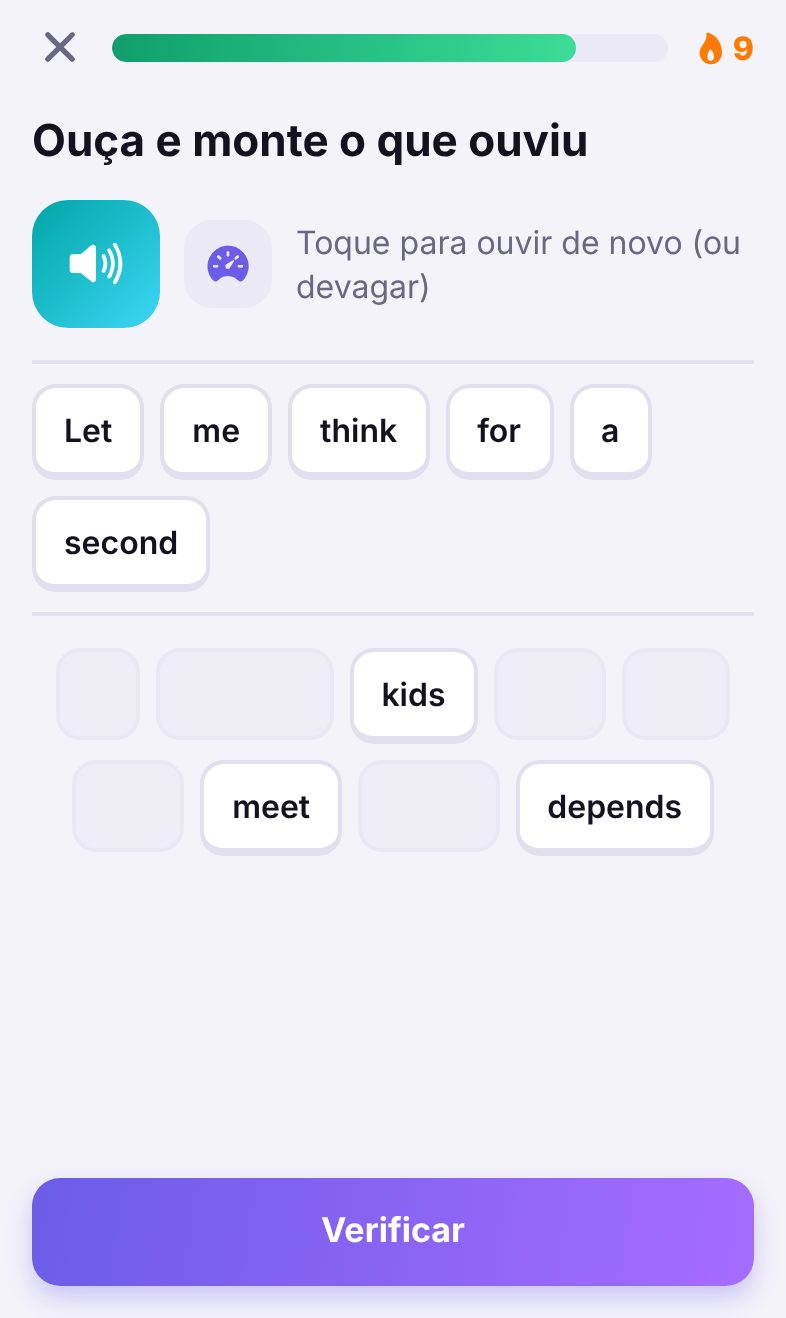 9
Ouça e monte o que ouviu
Toque para ouvir de novo (ou
devagar)
Let me think for a
second
kids
meet depends
Verificar